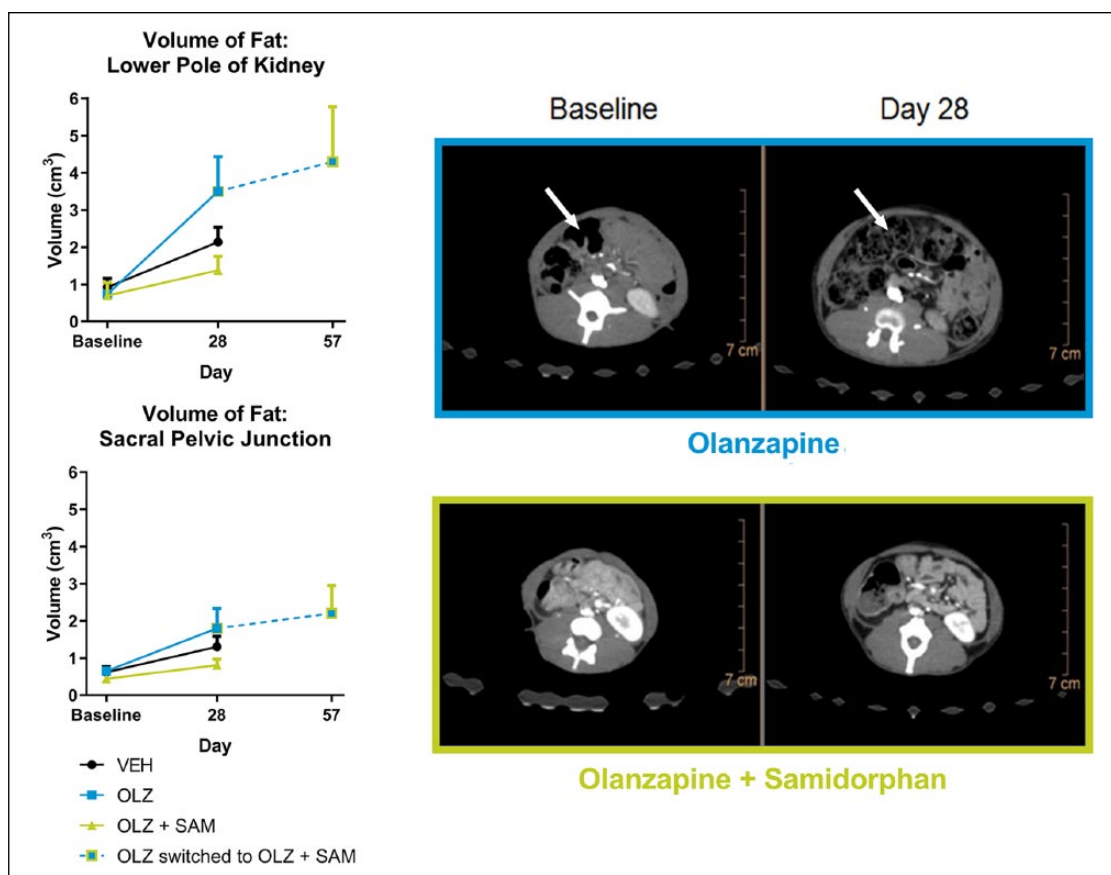 Volume of Fat:
Lower Pole of Kidney
Volume (cm³)
6
5
4
3
2
1
0
Baseline
28
57
Day
Volume of Fat:
Sacral Pelvic Junction
Volume (cm³)
6
5
4
3
2
1
0
Baseline
28
57
Day
VEH
OLZ
OLZ + SAM
OLZ switched to OLZ + SAM
Baseline
Day 28
7 cm
7 cm
Olanzapine
7 cm
7 cm
Olanzapine + Samidorphan